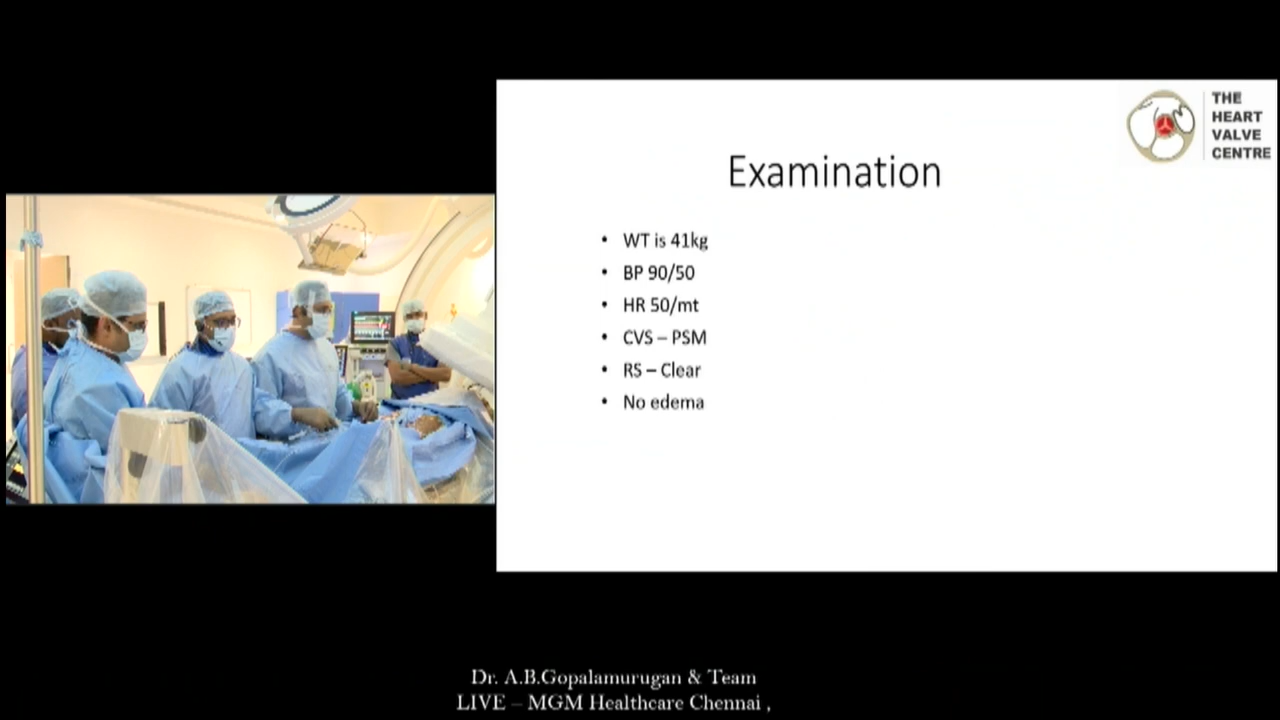 THE
HEART
VALVE
CENTRE
Examination
• WT is 41kg
• BP 90/50
• HR 50/mt
• CVS – PSM
• RS – Clear
• No edema
Dr. A.B.Gopalamurugan & Team
LIVE – MGM Healthcare Chennai ,